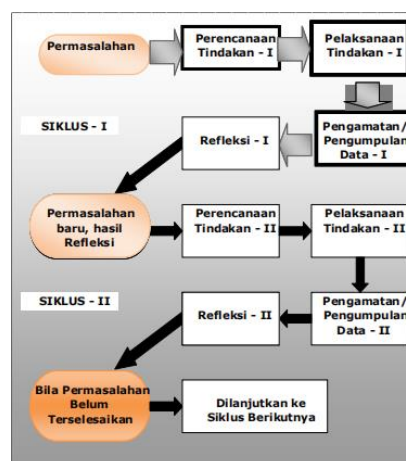 Permasalahan
Perencanaan
Tindakan - I
Pelaksanaan
Tindakan - I
SIKLUS - I
Refleksi - I
Pengamatan/
Pengumpulan
Data - I
Permasalahan
baru, hasil
Refleksi
Perencanaan
Tindakan - II
Pelaksanaan
Tindakan - II
SIKLUS - II
Refleksi - II
Pengamatan/
Pengumpulan
Data - II
Bila Permasalahan
Belum
Terselesaikan
Dilanjutkan ke
Siklus Berikutnya